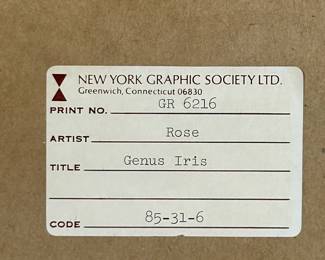 NEW YORK GRAPHIC SOCIETY LTD.
Greenwich, Connecticut 06830
PRINT NO. GR 6216
ARTIST Rose
TITLE Genus Iris
CODE 85-31-6